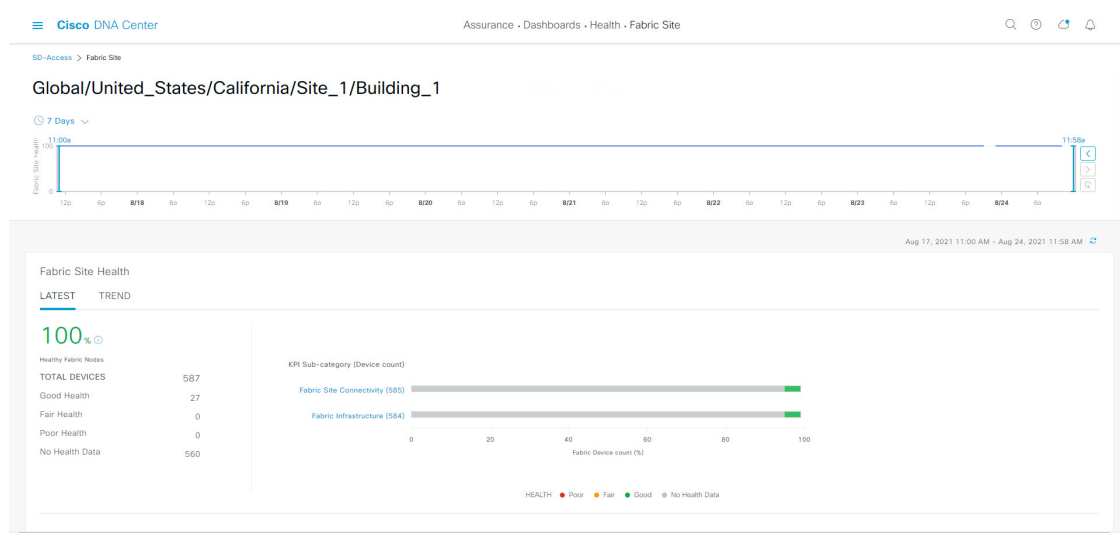 Cisco DNA Center
Assurance • Dashboards • Health • Fabric Site
SD-Access > Fabric Site
Global/United_States/California/Site_1/Building_1
7 Days
11:00a
11:58a
Fabric Site Health
100
0
12p 6p 8/18 6a 12p 6p 8/19 6a 12p 6p 8/20 6a 12p 6p 8/21 6a 12p 6p 8/22 6a 12p 6p 8/23 6a 12p 6p 8/24 6a
Aug 17, 2021 11:00 AM - Aug 24, 2021 11:58 AM
Fabric Site Health
LATEST TREND
100%
Healthy Fabric Nodes
TOTAL DEVICES 587
Good Health 27
Fair Health 0
Poor Health 0
No Health Data 560
KPI Sub-category (Device count)
Fabric Site Connectivity (585)
Fabric Infrastructure (584)
0 20 40 60 80 100
Fabric Device count (%)
HEALTH Poor Fair Good No Health Data